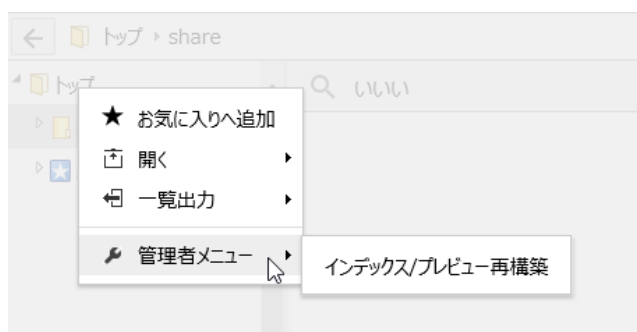 トップ › share
トップ
いいい
お気に入りへ追加
開く
一覧出力
管理者メニュー
インデックス/プレビュー再構築